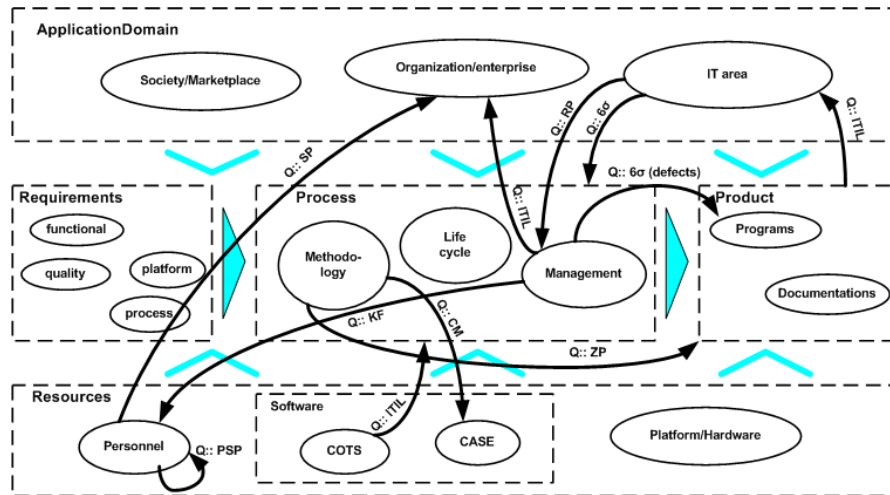 ApplicationDomain
Society/Marketplace
Organization/enterprise
IT area
Q:: SP
Q:: ITIL
Q:: RP
Q:: 6σ
Q:: ITIL
Q:: 6σ (defects)
Requirements
functional
quality
platform
process
Process
Methodo-
logy
Life
cycle
Management
Product
Programs
Documentations
Q:: KF
Q:: CM
Q:: ZP
Resources
Personnel
Q:: PSP
Software
COTS
Q:: ITIL
CASE
Platform/Hardware